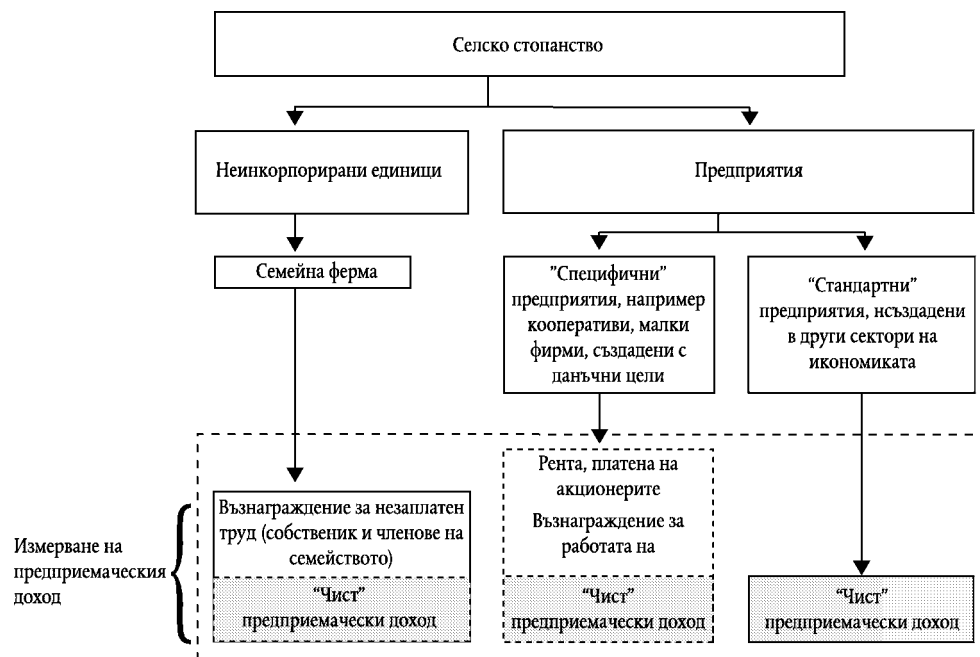 Селско стопанство
Неинкорпорирани единици
Предприятия
Семейна ферма
”Специфични”
предприятия, например
кооперативи, малки
фирми, създадени с
данъчни цели
“Стандартни”
предприятия, нсъздадени
в други сектори на
икономиката
Рента, платена на
акционерите
Възнаграждение за
работата на
Възнаграждение за незаплатен
труд (собственик и членове на
семейството)
Измерване на
предприемаческия
доход
“Чист”
предприемачески доход
“Чист”
предприемачески доход
“Чист”
предприемачески доход